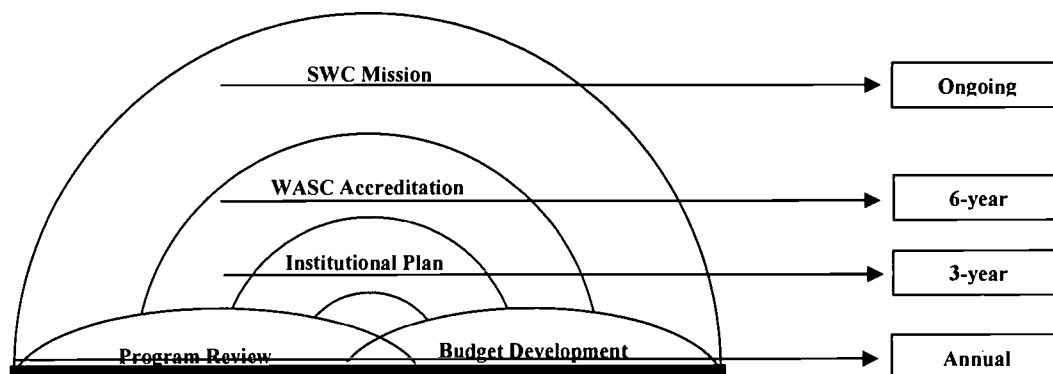 SWC Mission
Ongoing
WASC Accreditation
6-year
Institutional Plan
3-year
Program Review
Budget Development
Annual